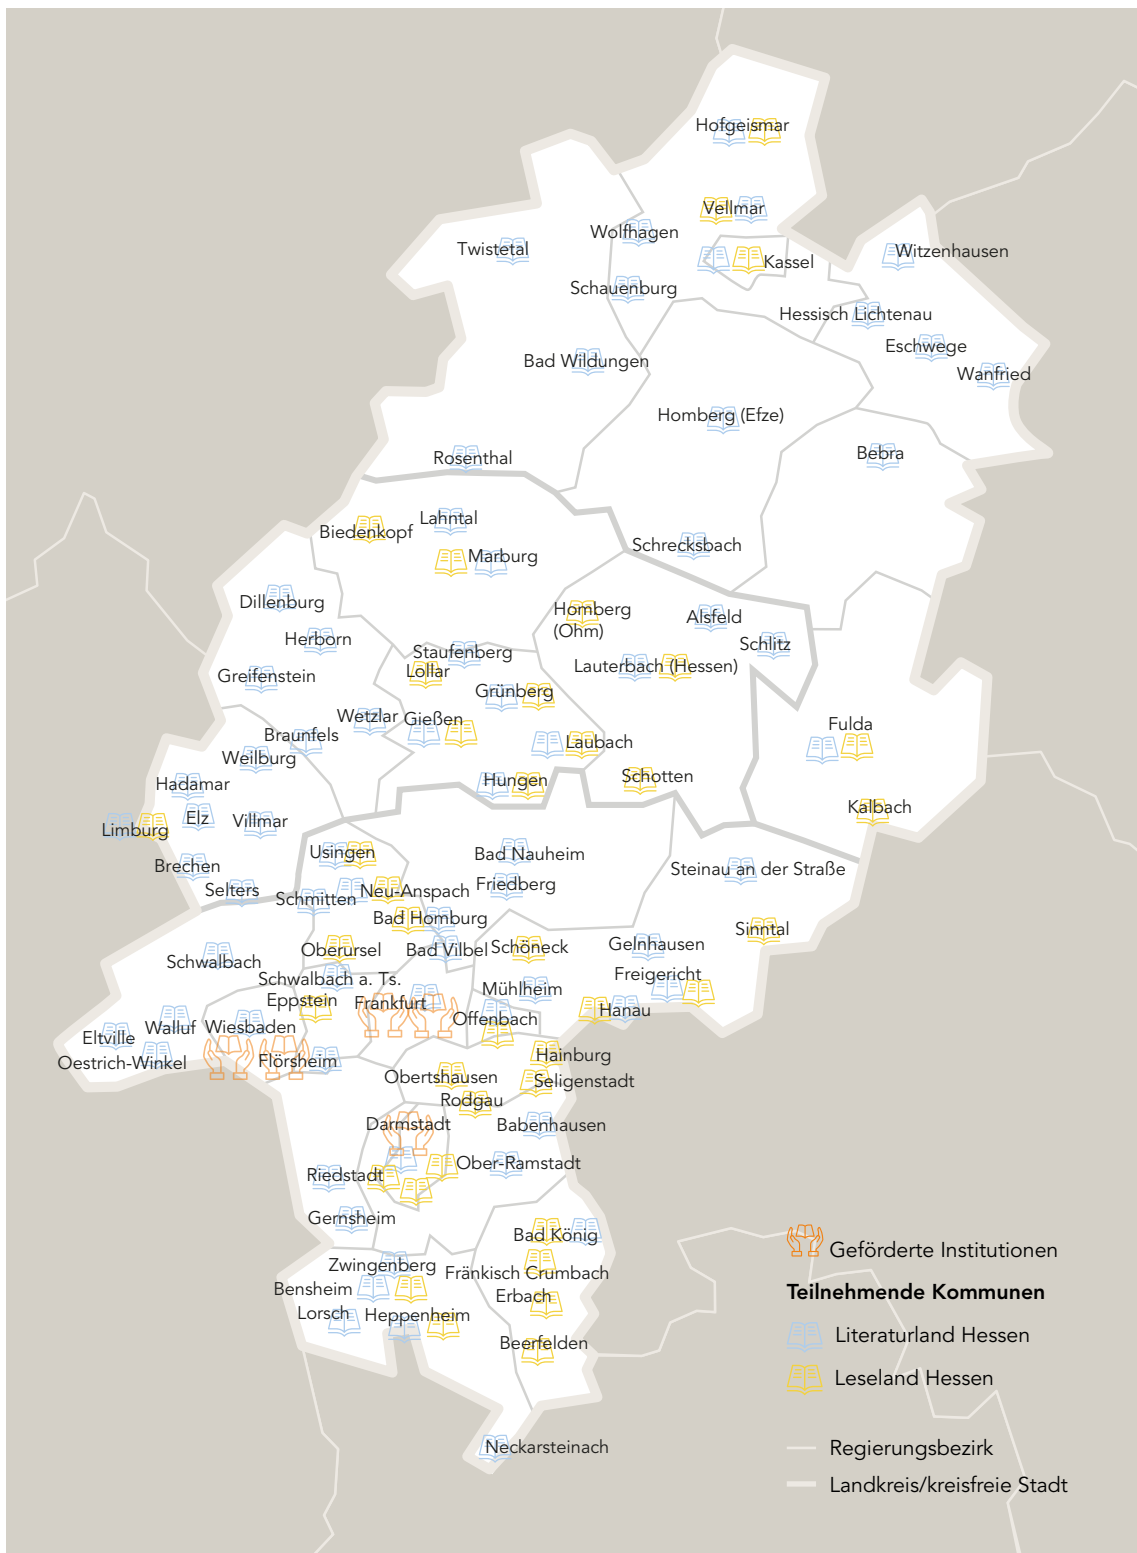 Hofgeismar
Vellmar
Wolfhagen
Twistetal
Witzenhausen
Kassel
Schauenburg
Hessisch Lichtenau
Eschwege
Bad Wildungen
Wanfried
Homberg (Efze)
Bebra
Rosenthal
Lahntal
Biedenkopf
Schrecksbach
Marburg
Dillenburg
Homberg
(Ohm)
Alsfeld
Herborn
Schlitz
Staufenberg
Lauterbach (Hessen)
Lollar
Greifenstein
Grünberg
Wetzlar
Gießen
Fulda
Braunfels
Laubach
Weilburg
Schotten
Hungen
Hadamar
Kalbach
Elz
Villmar
Limburg
Usingen
Bad Nauheim
Brechen
Steinau an der Straße
Friedberg
Selters
Neu-Anspach
Schmitten
Bad Homburg
Sinntal
Gelnhausen
Oberursel
Bad Vilbel
Schöneck
Schwalbach
Freigericht
Schwalbach a. Ts.
Mühlheim
Eppstein
Frankfurt
Hanau
Offenbach
Walluf
Wiesbaden
Eltville
Hainburg
Flörsheim
Oestrich-Winkel
Obertshausen
Seligenstadt
Rodgau
Darmstadt
Babenhausen
Ober-Ramstadt
Riedstadt
Gernsheim
Bad König
Geförderte Institutionen
Zwingenberg
Fränkisch Crumbach
Bensheim
Teilnehmende Kommunen
Erbach
Lorsch
Heppenheim
Literaturland Hessen
Beerfelden
Leseland Hessen
Neckarsteinach
Regierungsbezirk
Landkreis/kreisfreie Stadt